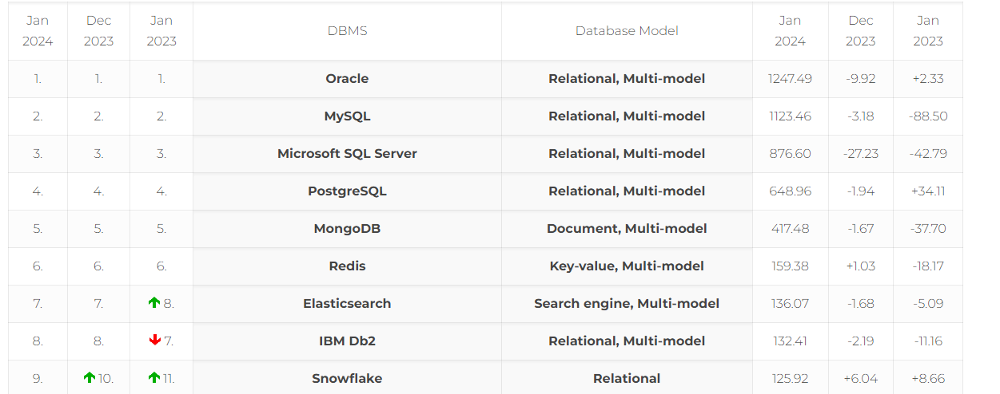 Jan 2024 Dec 2023 Jan 2023 DBMS Database Model Jan 2024 Dec 2023 Jan 2023
1. 1. 1. Oracle Relational, Multi-model 1247.49 -9.92 +2.33
2. 2. 2. MySQL Relational, Multi-model 1123.46 -3.18 -88.50
3. 3. 3. Microsoft SQL Server Relational, Multi-model 876.60 -27.23 -42.79
4. 4. 4. PostgreSQL Relational, Multi-model 648.96 -1.94 +34.11
5. 5. 5. MongoDB Document, Multi-model 417.48 -1.67 -37.70
6. 6. 6. Redis Key-value, Multi-model 159.38 +1.03 -18.17
7. 7. 8. Elasticsearch Search engine, Multi-model 136.07 -1.68 -5.09
8. 8. 7. IBM Db2 Relational, Multi-model 132.41 -2.19 -11.16
9. 10. 11. Snowflake Relational 125.92 +6.04 +8.66